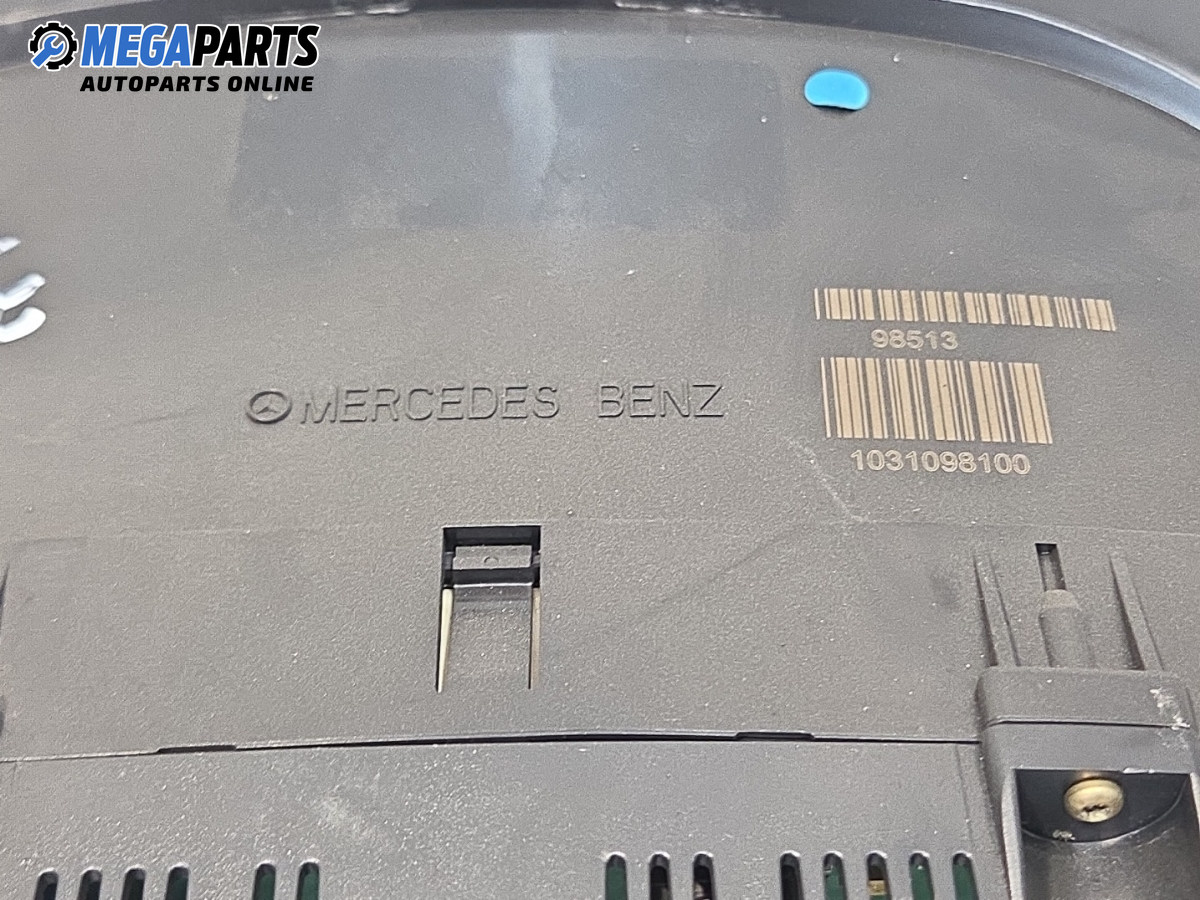 MEGAPARTS
AUTOPARTS ONLINE
98513
MERCEDES BENZ
1031098100